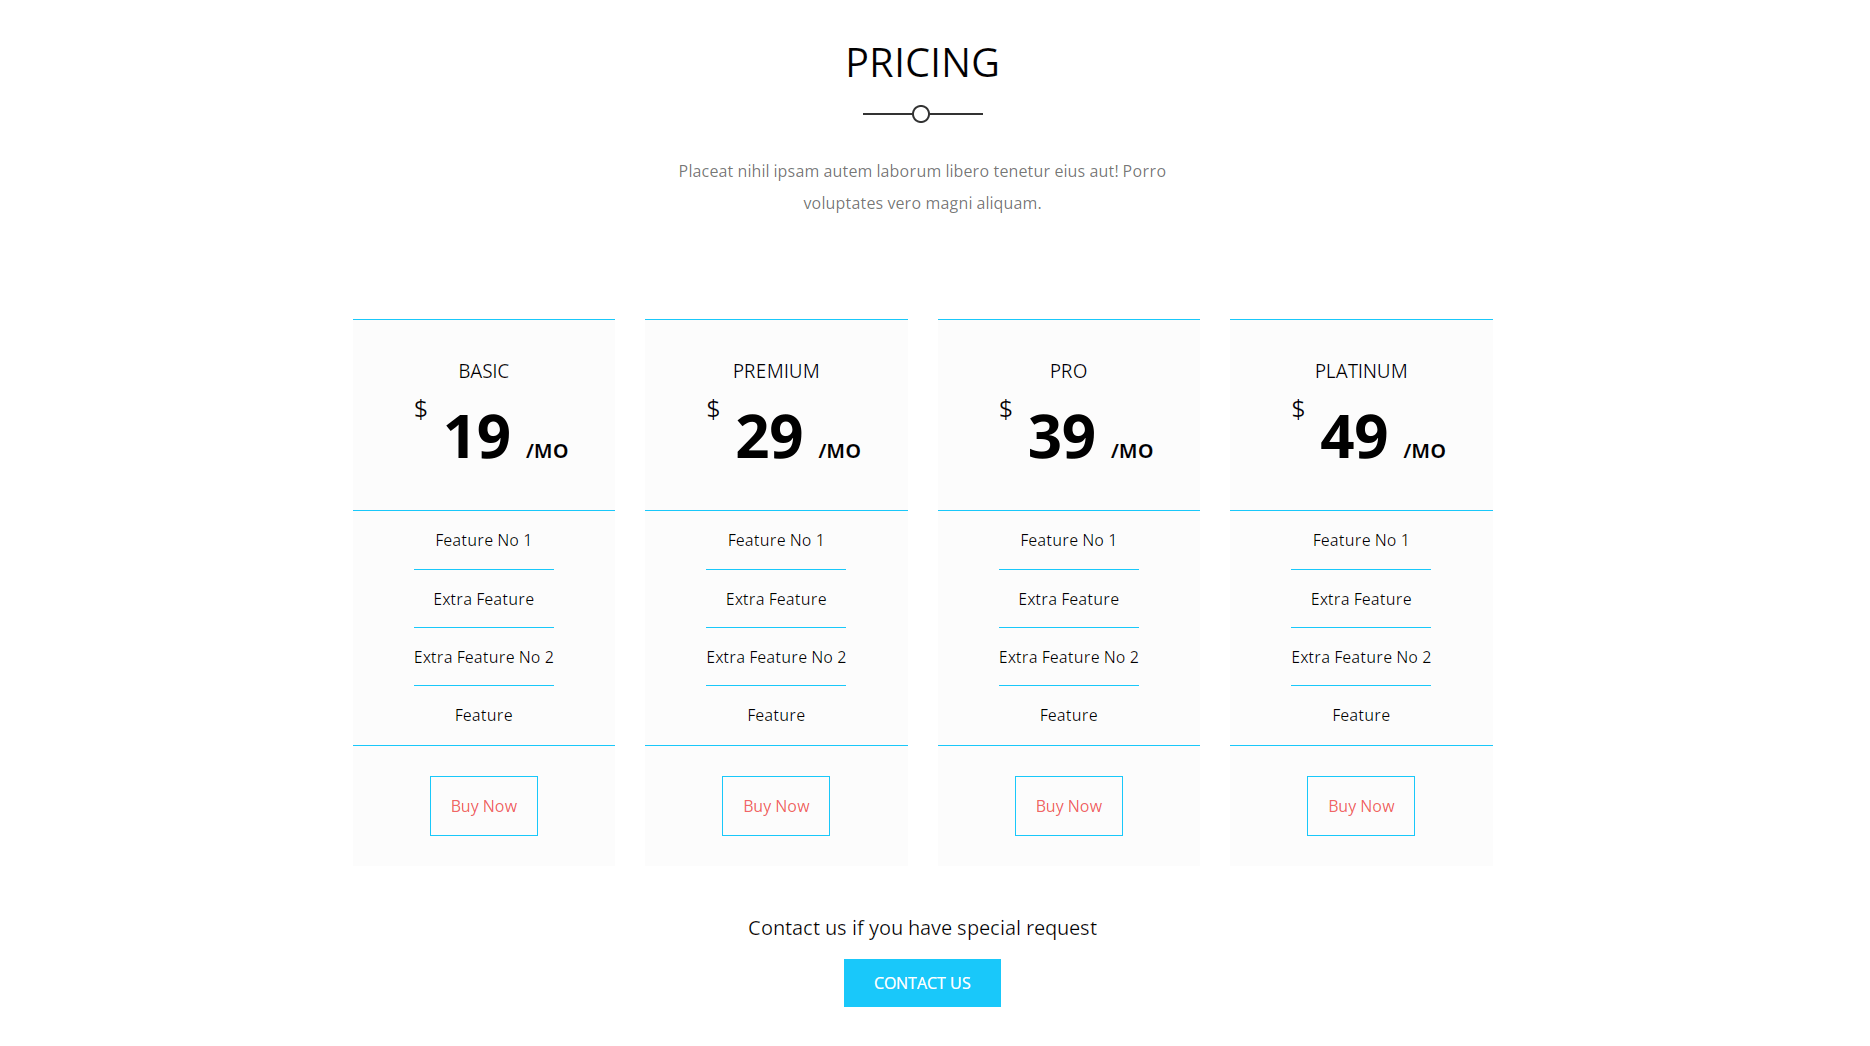 PRICING
Placeat nihil ipsam autem laborum libero tenetur eius aut! Porro
voluptates vero magni aliquam.
BASIC
$ 19 /MO
Feature No 1
Extra Feature
Extra Feature No 2
Feature
Buy Now
PREMIUM
$ 29 /MO
Feature No 1
Extra Feature
Extra Feature No 2
Feature
Buy Now
PRO
$ 39 /MO
Feature No 1
Extra Feature
Extra Feature No 2
Feature
Buy Now
PLATINUM
$ 49 /MO
Feature No 1
Extra Feature
Extra Feature No 2
Feature
Buy Now
Contact us if you have special request
CONTACT US